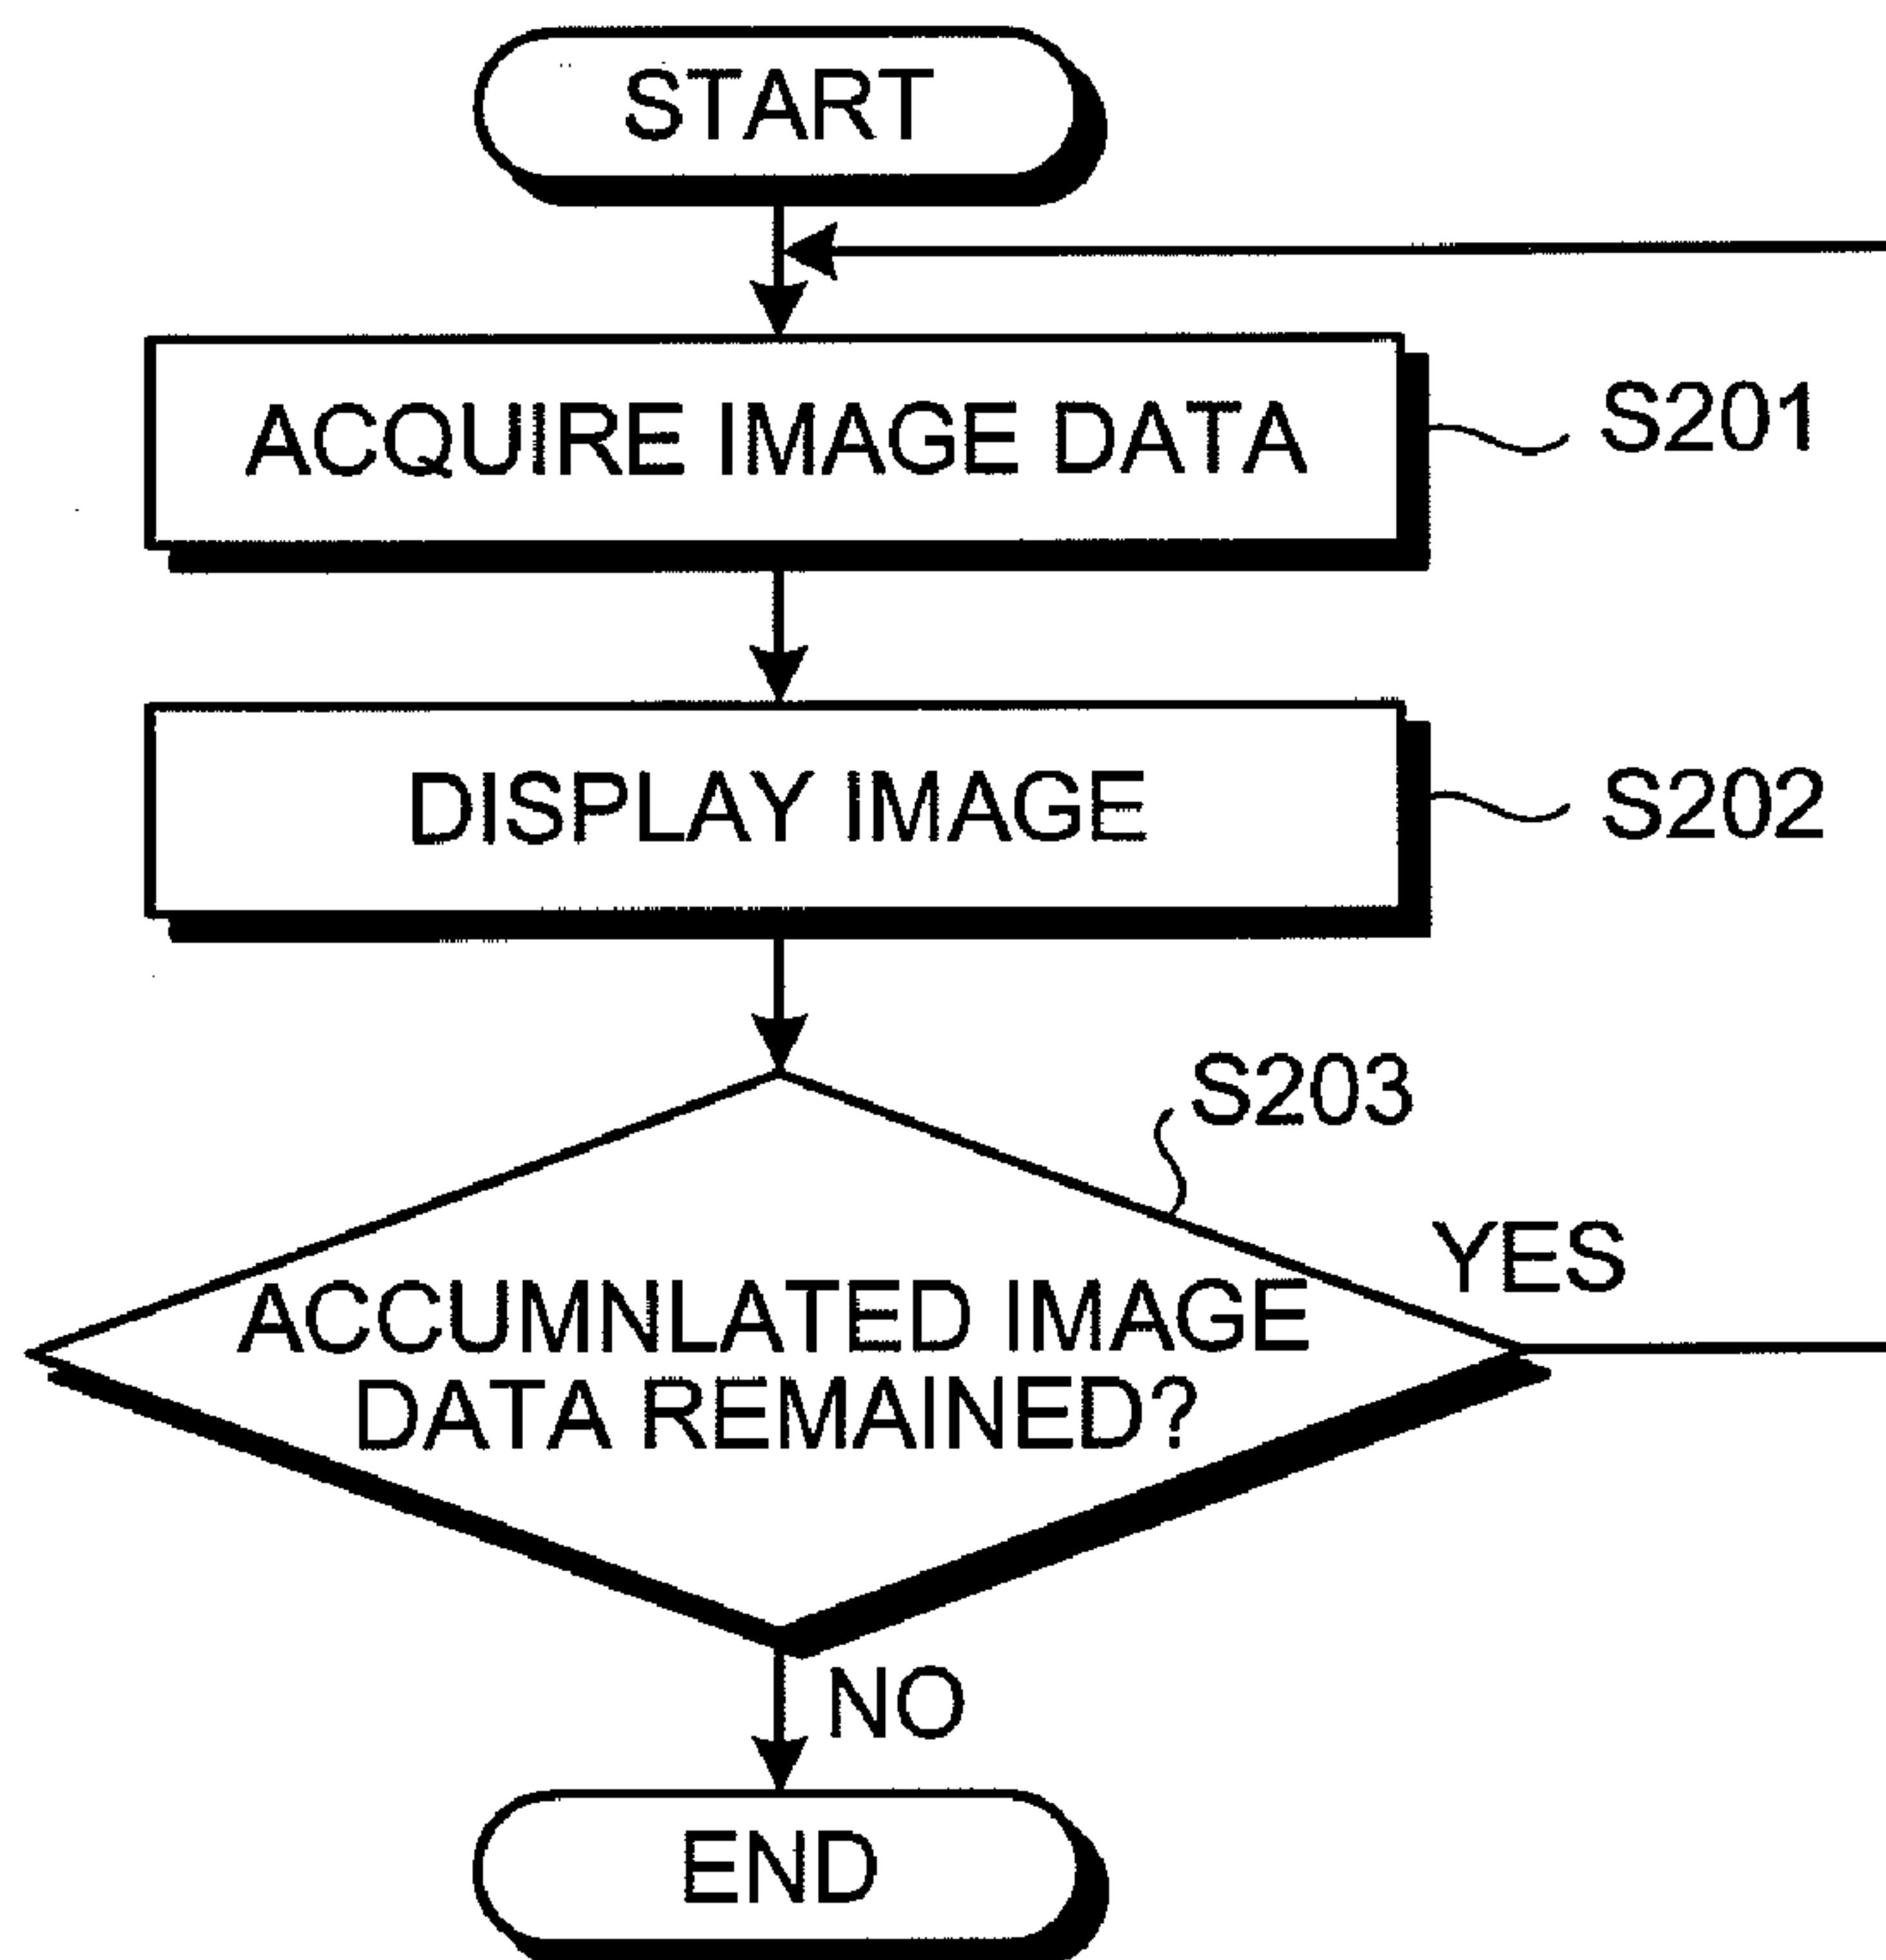 START
ACQUIRE IMAGE DATA
S201
DISPLAY IMAGE
S202
S203
YES
ACCUMNLATED IMAGE
DATA REMAINED?
NO
END